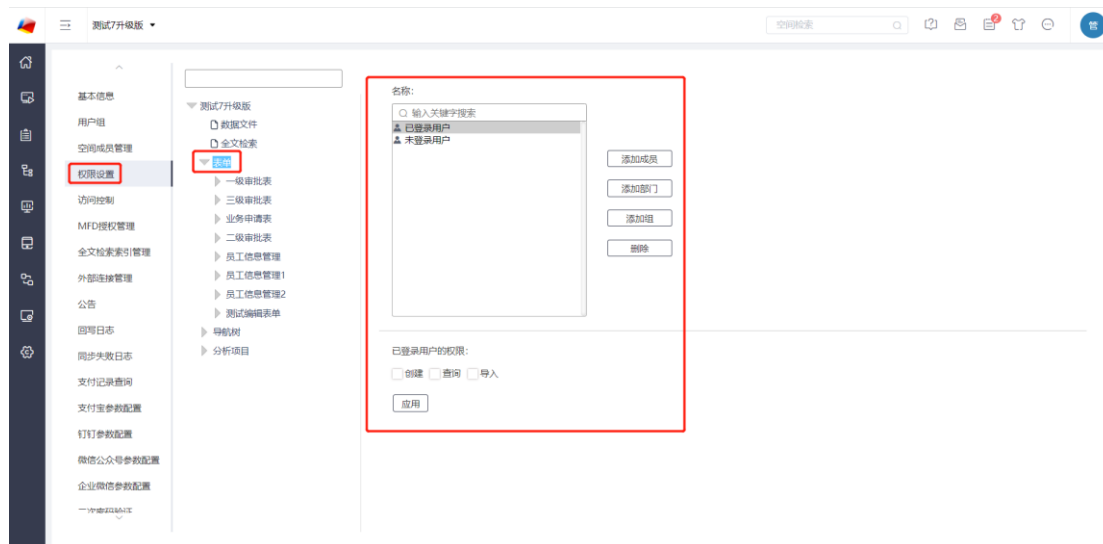 测试7升级版
空间检索
2
管
基本信息
用户组
空间成员管理
权限设置
访问控制
MFD授权管理
全文检索索引管理
外部连接管理
公告
回写日志
同步失败日志
支付记录查询
支付宝参数配置
钉钉参数配置
微信公众号参数配置
企业微信参数配置
二次密码验证
测试7升级版
数据文件
全文检索
表单
一级审批表
三级审批表
业务申请表
二级审批表
员工信息管理
员工信息管理1
员工信息管理2
测试编辑表单
导航树
分析项目
名称:
输入关键字搜索
已登录用户
未登录用户
添加成员
添加部门
添加组
删除
已登录用户的权限:
创建 查询 导入
应用